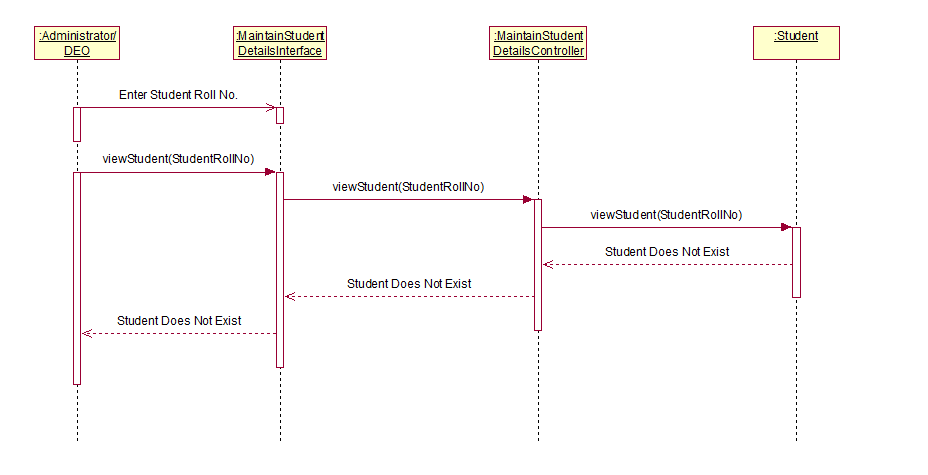 :Administrator/
DEO
:MaintainStudent
DetailsInterface
:MaintainStudent
DetailsController
:Student
Enter Student Roll No.
viewStudent(StudentRollNo)
viewStudent(StudentRollNo)
viewStudent(StudentRollNo)
Student Does Not Exist
Student Does Not Exist
Student Does Not Exist